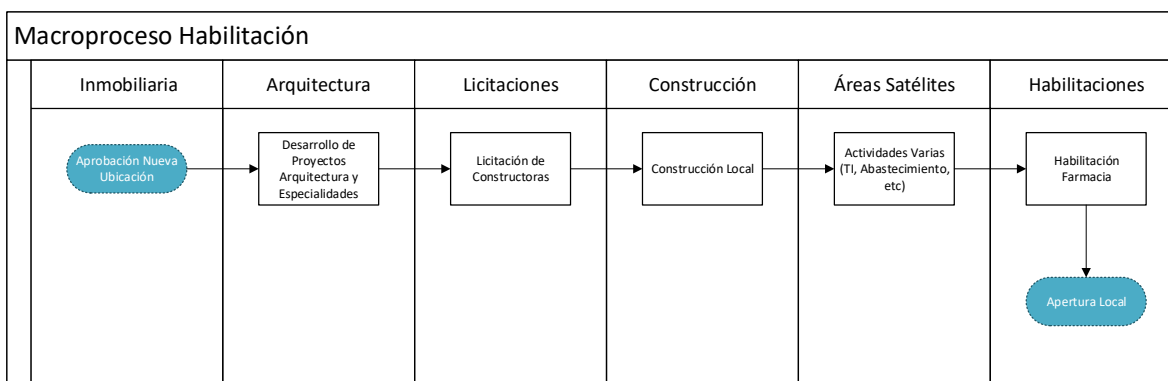 Macroproceso Habilitación
Inmobiliaria
Arquitectura
Licitaciones
Construcción
Áreas Satélites
Habilitaciones
Aprobación Nueva
Ubicación
Desarrollo de
Proyectos
Arquitectura y
Especialidades
Licitación de
Constructoras
Construcción Local
Actividades Varias
(TI, Abastecimiento,
etc)
Habilitación
Farmacia
Apertura Local